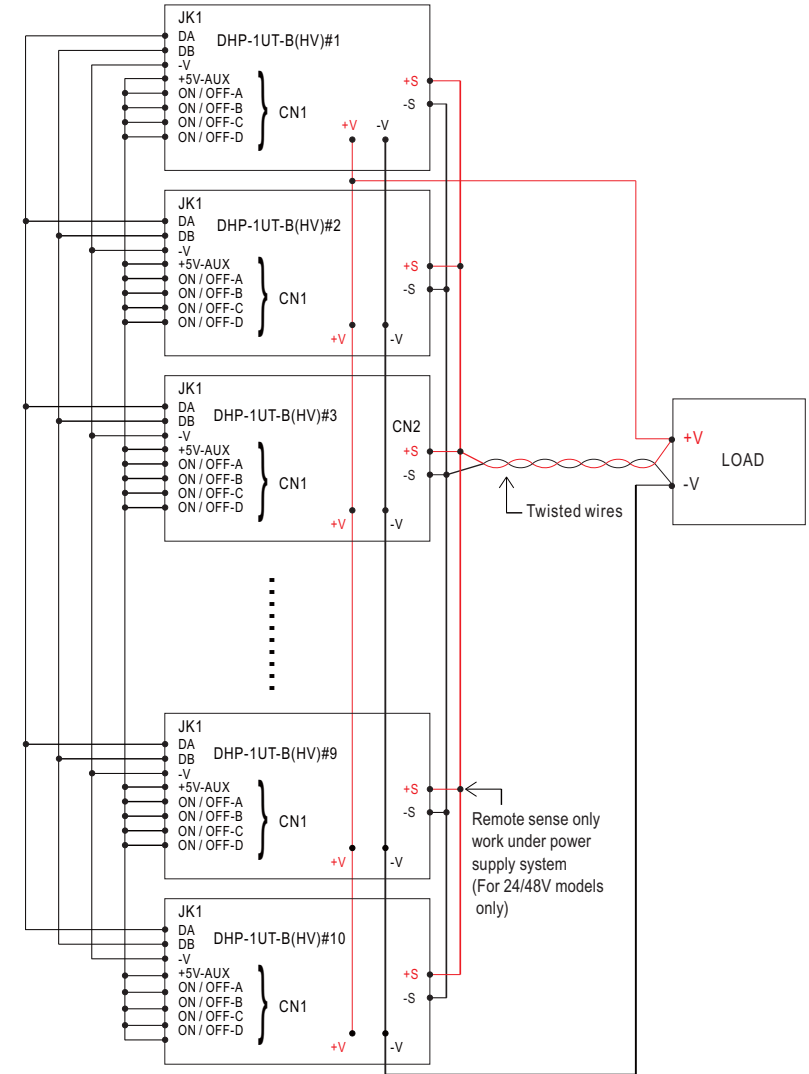 JK1
DA
DHP-1UT-B(HV)#1
DB
-V
+5V-AUX
ON / OFF-A
ON / OFF-B
ON / OFF-C
ON / OFF-D
CN1
+S
-S
+V
-V
JK1
DA
DHP-1UT-B(HV)#2
DB
-V
+5V-AUX
ON / OFF-A
ON / OFF-B
ON / OFF-C
ON / OFF-D
CN1
+S
-S
+V
-V
JK1
DA
DHP-1UT-B(HV)#3
DB
-V
+5V-AUX
ON / OFF-A
ON / OFF-B
ON / OFF-C
ON / OFF-D
CN1
CN2
+S
-S
+V
-V
Twisted wires
+V
LOAD
-V
JK1
DA
DHP-1UT-B(HV)#9
DB
-V
+5V-AUX
ON / OFF-A
ON / OFF-B
ON / OFF-C
ON / OFF-D
CN1
+S
-S
+V
-V
Remote sense only
work under power
supply system
(For 24/48V models
only)
JK1
DA
DHP-1UT-B(HV)#10
DB
-V
+5V-AUX
ON / OFF-A
ON / OFF-B
ON / OFF-C
ON / OFF-D
CN1
+S
-S
+V
-V